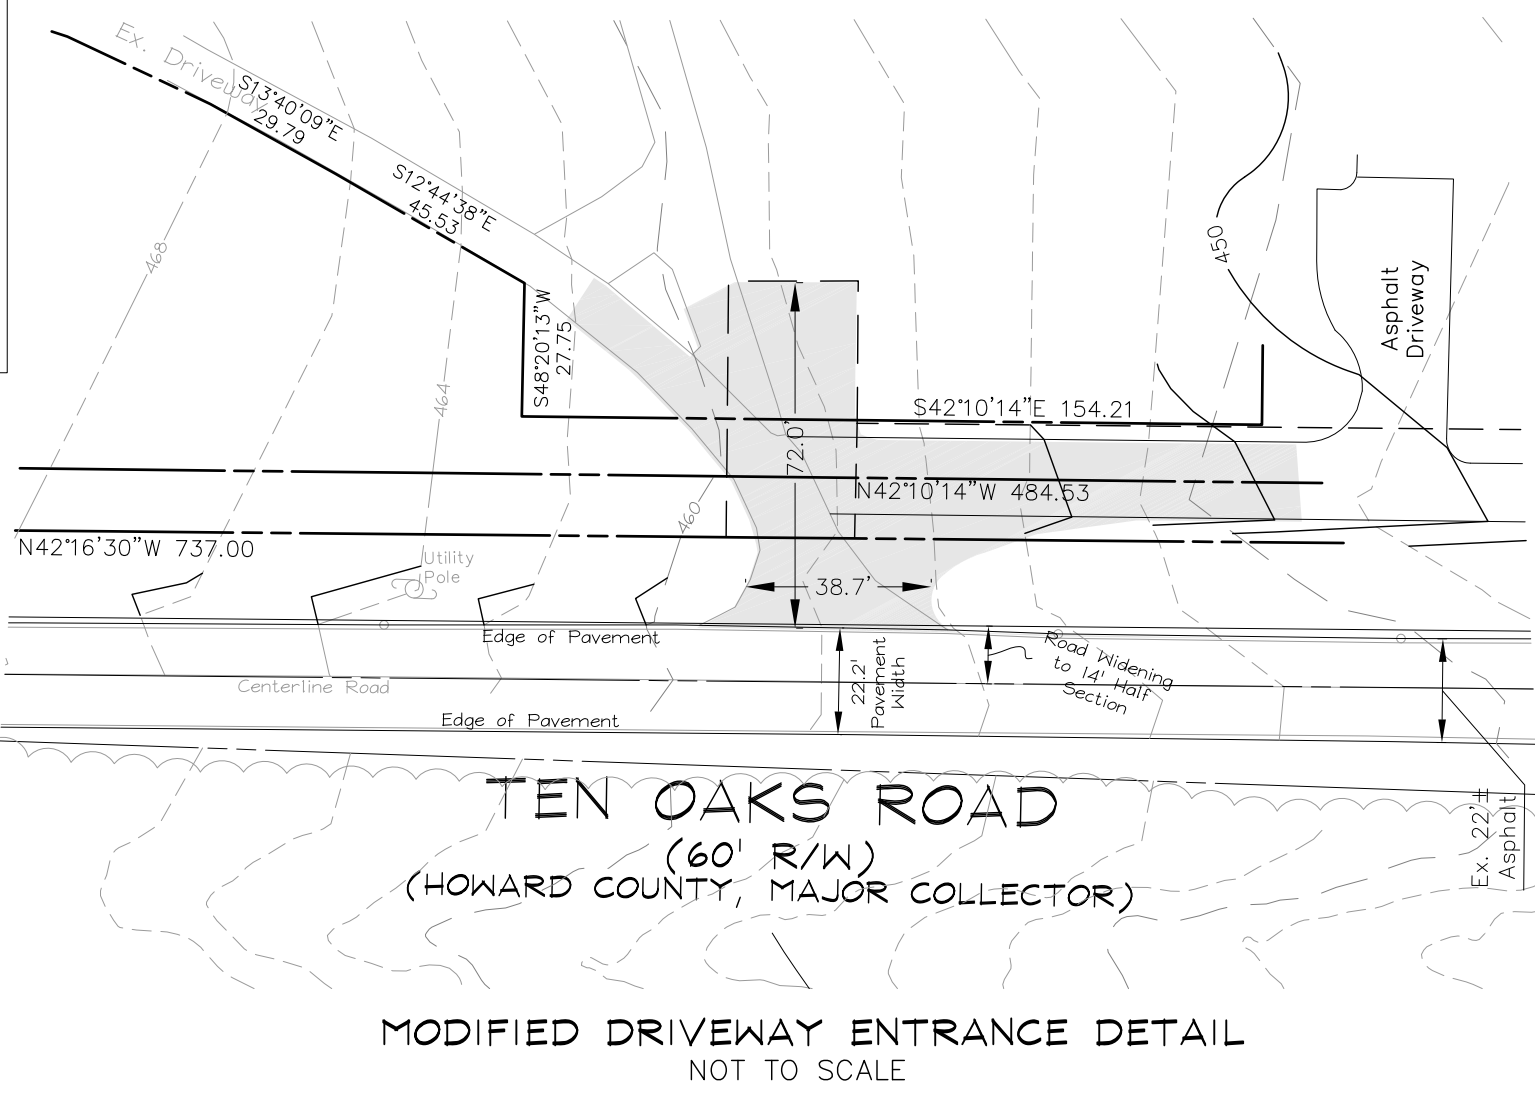 Ex. Driveway
S13°40'09"E
29.79
S12°44'38"E
45.53
468
450
Asphalt
Driveway
S48°20'13"W
27.75
464
S42°10'14"E 154.21
72.0'
N42°10'14"W 484.53
460
N42°16'30"W 737.00
Utility
Pole
38.7'
Edge of Pavement
22.2'
Pavement
Width
Road Widening
to 14' Half
Section
Centerline Road
Edge of Pavement
TEN OAKS ROAD
(60' R/W)
(HOWARD COUNTY, MAJOR COLLECTOR)
Ex. 22'±
Asphalt
MODIFIED DRIVEWAY ENTRANCE DETAIL
NOT TO SCALE